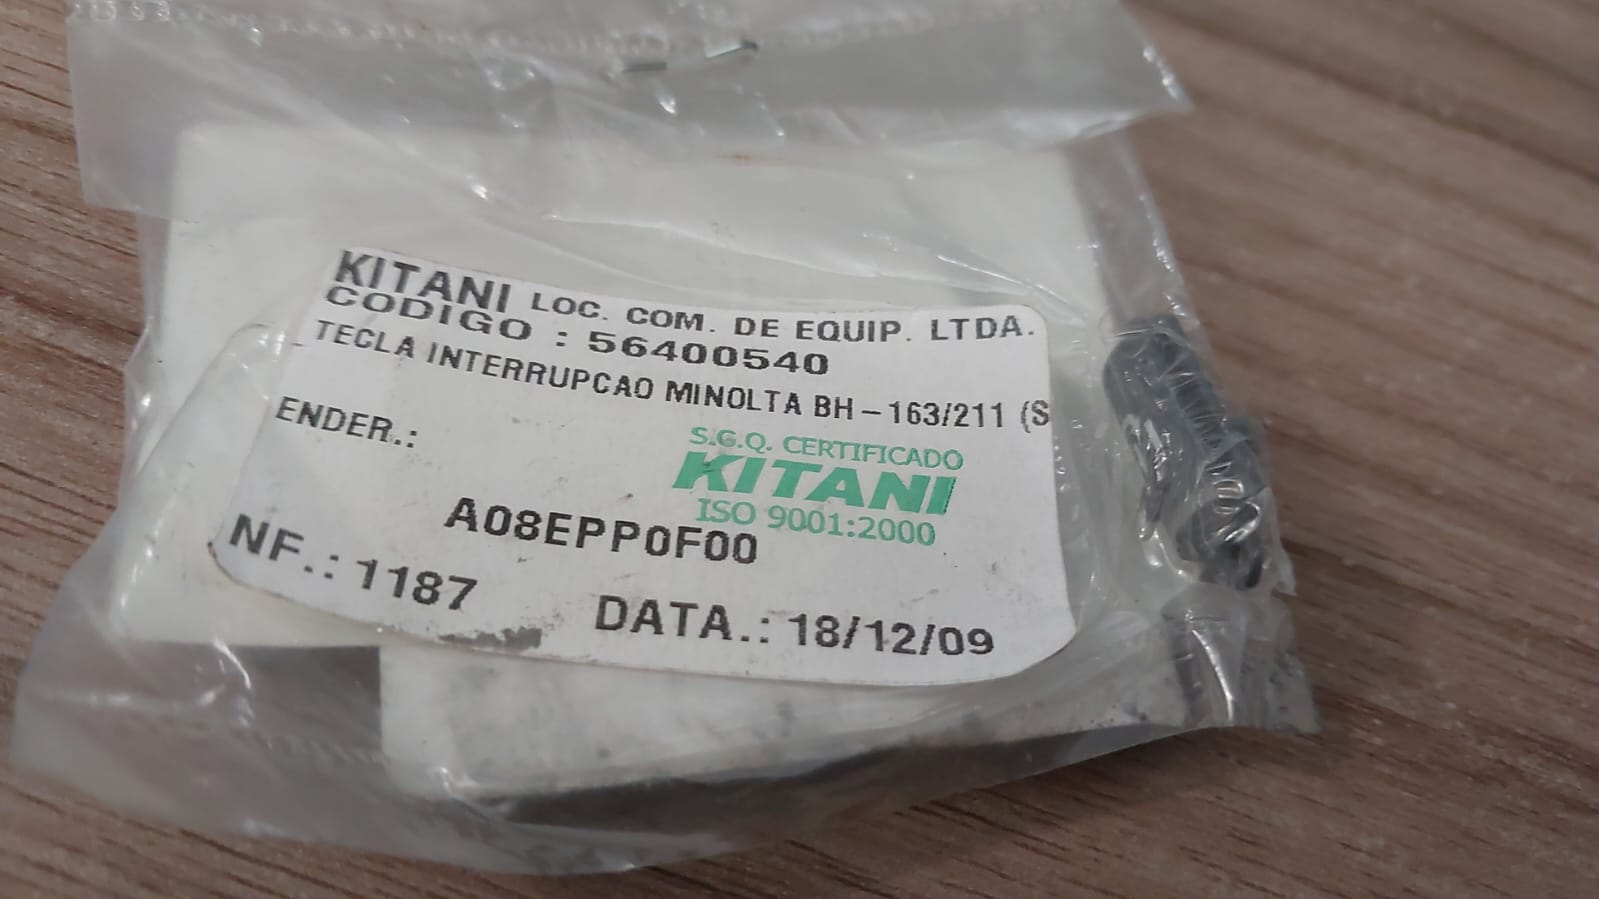 KITANI LOC. COM. DE EQUIP. LTDA.
CODIGO : 56400540
TECLA INTERRUPCAO MINOLTA BH-163/211 (S
ENDER.:
S.G.Q. CERTIFICADO
KITANI
ISO 9001:2000
A08EPP0F00
NF.: 1187 DATA.: 18/12/09